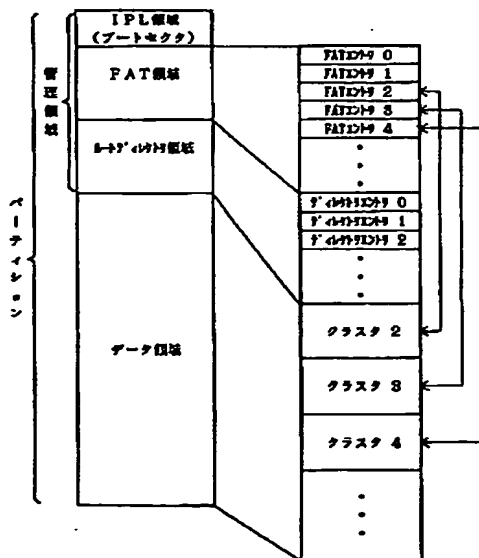 IPL領域
(ブートセクタ)
FAT領域
ルートディレクトリ領域
データ領域
管理領域
パーティション
FATエントリ 0
FATエントリ 1
FATエントリ 2
FATエントリ 3
FATエントリ 4
ディレクトリエントリ 0
ディレクトリエントリ 1
ディレクトリエントリ 2
クラスタ 2
クラスタ 3
クラスタ 4